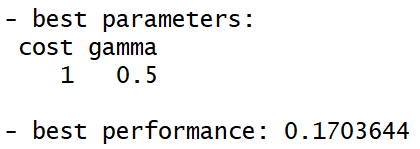 - best parameters:
 cost gamma
    1   0.5
- best performance: 0.1703644